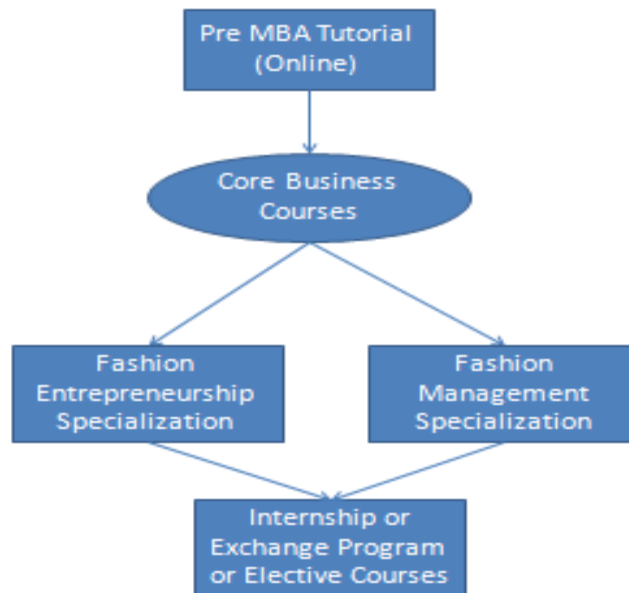 Pre MBA Tutorial
(Online)
Core Business
Courses
Fashion
Entrepreneurship
Specialization
Fashion
Management
Specialization
Internship or
Exchange Program
or Elective Courses